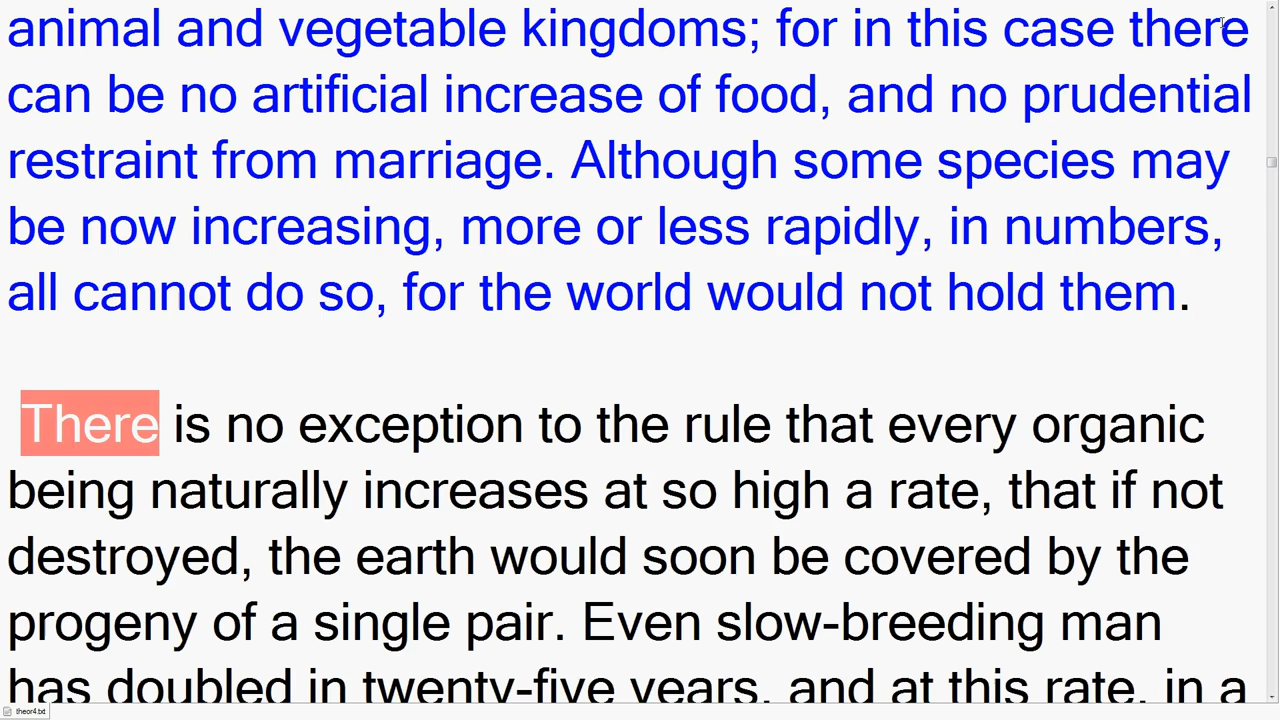 animal and vegetable kingdoms; for in this case there
can be no artificial increase of food, and no prudential
restraint from marriage. Although some species may
be now increasing, more or less rapidly, in numbers,
all cannot do so, for the world would not hold them.
There is no exception to the rule that every organic
being naturally increases at so high a rate, that if not
destroyed, the earth would soon be covered by the
progeny of a single pair. Even slow-breeding man
has doubled in twenty-five years, and at this rate, in a
theor4.txt